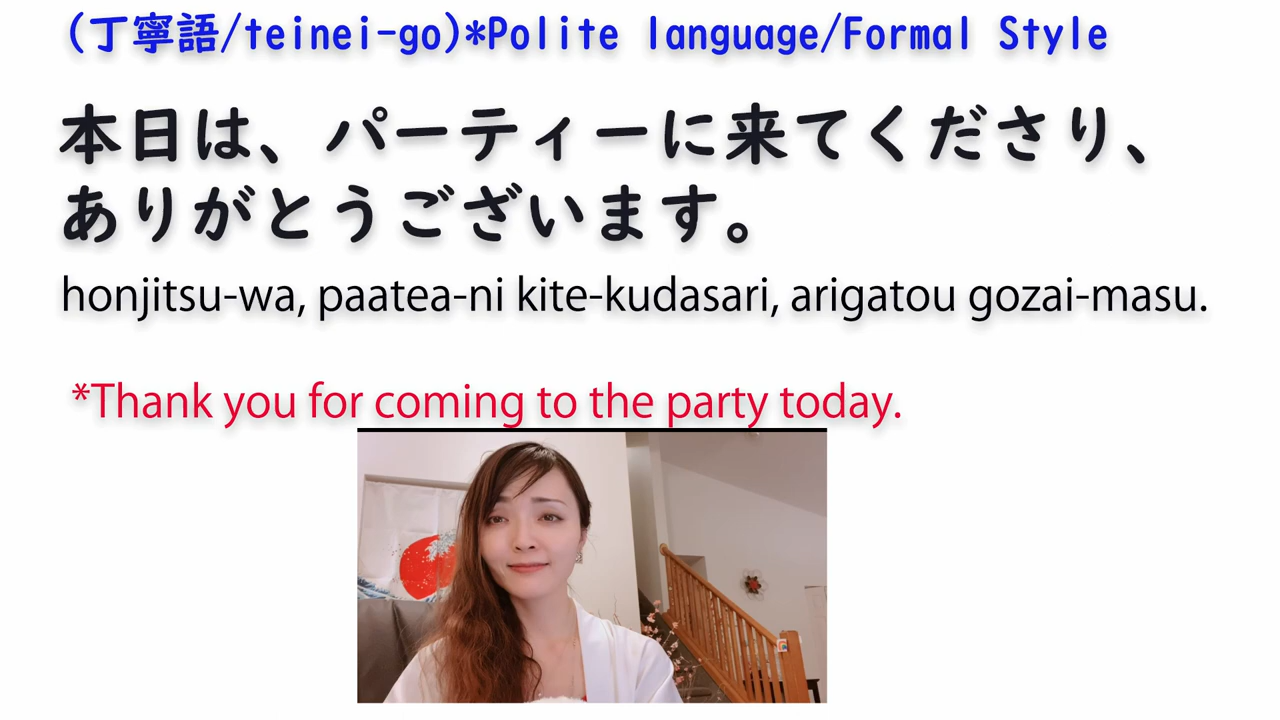 (丁寧語/teinei-go)*Polite language/Formal Style
本日は、パーティーに来てくださり、
ありがとうございます。
honjitsu-wa, paatea-ni kite-kudasari, arigatou gozai-masu.
*Thank you for coming to the party today.